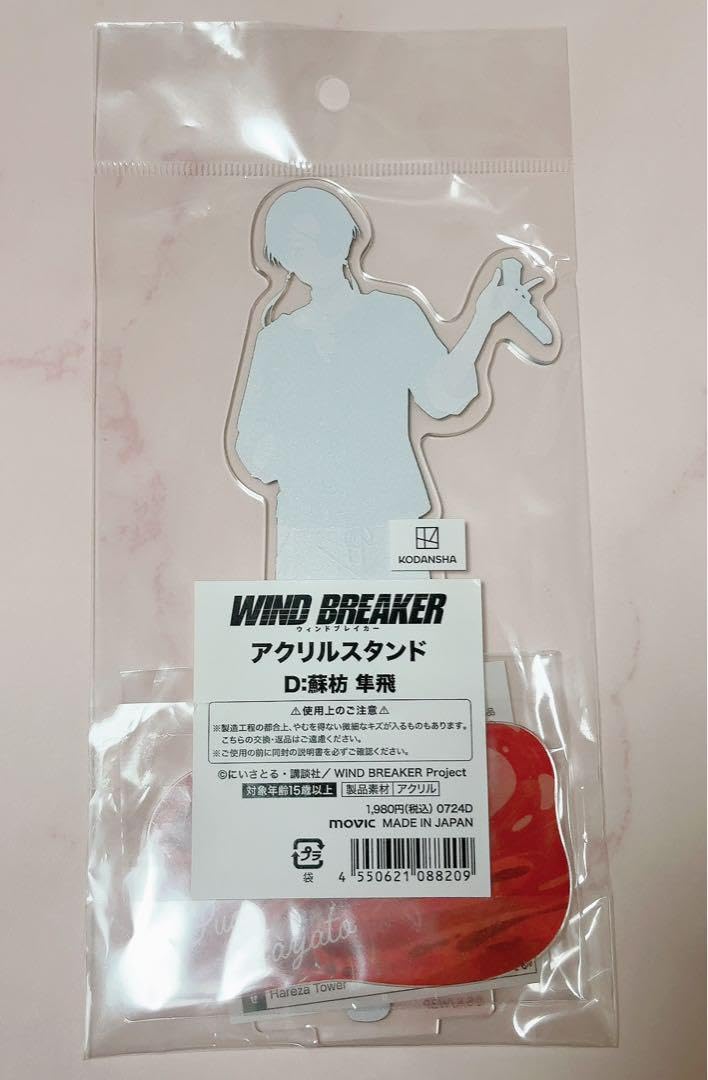 KODANSHA
WIND BREAKER
ウィンドブレイカー
アクリルスタンド
D:蘇枋 隼飛
⚠使用上のご注意⚠
※製造工程の都合上、やむを得ない微細なキズが入るものもあります。
こちらの交換・返品はご遠慮ください。
※ご使用の前に同封の説明書を必ずご確認ください。
©にいさとる・講談社/ WIND BREAKER Project
対象年齢15歳以上 製品素材 アクリル
1,980円(税込) 0724D
movic MADE IN JAPAN
プラ
袋
4 550621 088209
Hareza Tower